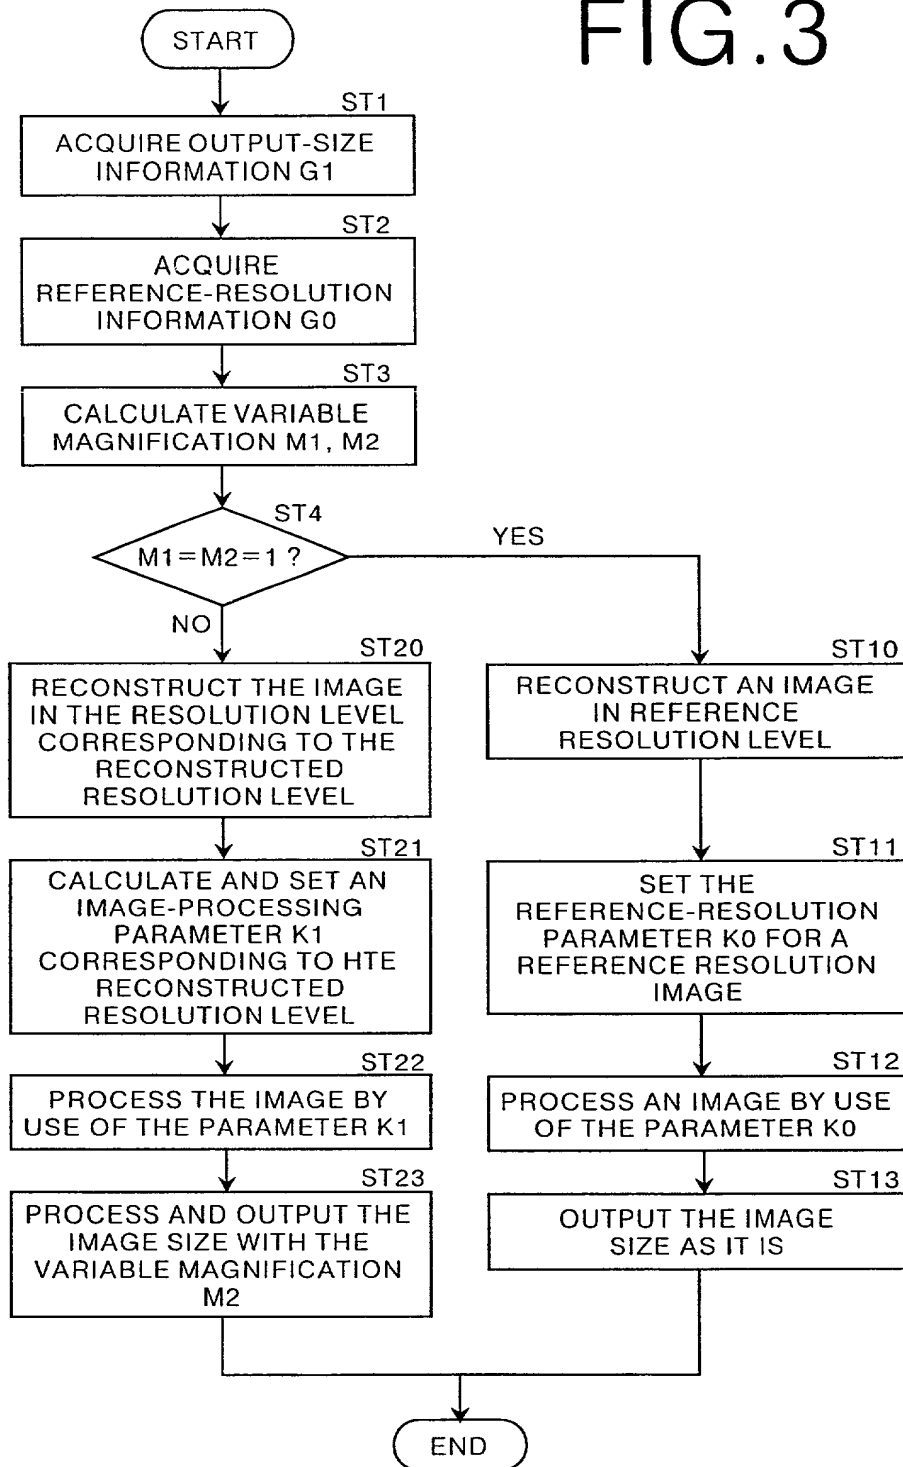 FIG.3
START
ST1
ACQUIRE OUTPUT-SIZE
INFORMATION G1
ST2
ACQUIRE
REFERENCE-RESOLUTION
INFORMATION G0
ST3
CALCULATE VARIABLE
MAGNIFICATION M1, M2
ST4
M1=M2=1 ?
YES
NO
ST20
RECONSTRUCT THE IMAGE
IN THE RESOLUTION LEVEL
CORRESPONDING TO THE
RECONSTRUCTED
RESOLUTION LEVEL
ST21
CALCULATE AND SET AN
IMAGE-PROCESSING
PARAMETER K1
CORRESPONDING TO HTE
RECONSTRUCTED
RESOLUTION LEVEL
ST22
PROCESS THE IMAGE BY
USE OF THE PARAMETER K1
ST23
PROCESS AND OUTPUT THE
IMAGE SIZE WITH THE
VARIABLE MAGNIFICATION
M2
ST10
RECONSTRUCT AN IMAGE
IN REFERENCE
RESOLUTION LEVEL
ST11
SET THE
REFERENCE-RESOLUTION
PARAMETER K0 FOR A
REFERENCE RESOLUTION
IMAGE
ST12
PROCESS AN IMAGE BY USE
OF THE PARAMETER K0
ST13
OUTPUT THE IMAGE
SIZE AS IT IS
END